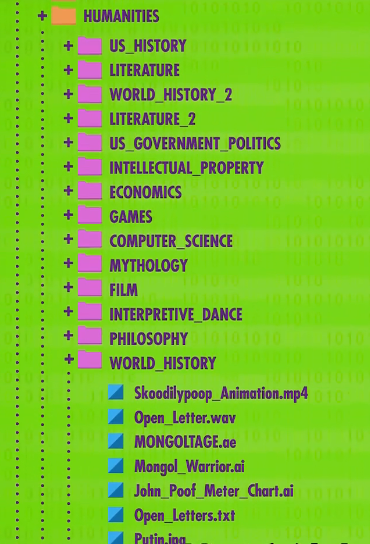 HUMANITIES
US_HISTORY
LITERATURE
WORLD_HISTORY_2
LITERATURE_2
US_GOVERNMENT_POLITICS
INTELLECTUAL_PROPERTY
ECONOMICS
GAMES
COMPUTER_SCIENCE
MYTHOLOGY
FILM
INTERPRETIVE_DANCE
PHILOSOPHY
WORLD_HISTORY
Skoodilypoop_Animation.mp4
Open_Letter.wav
MONGOLTAGE.ae
Mongol_Warrior.ai
John_Poof_Meter_Chart.ai
Open_Letters.txt
Putin.jpg